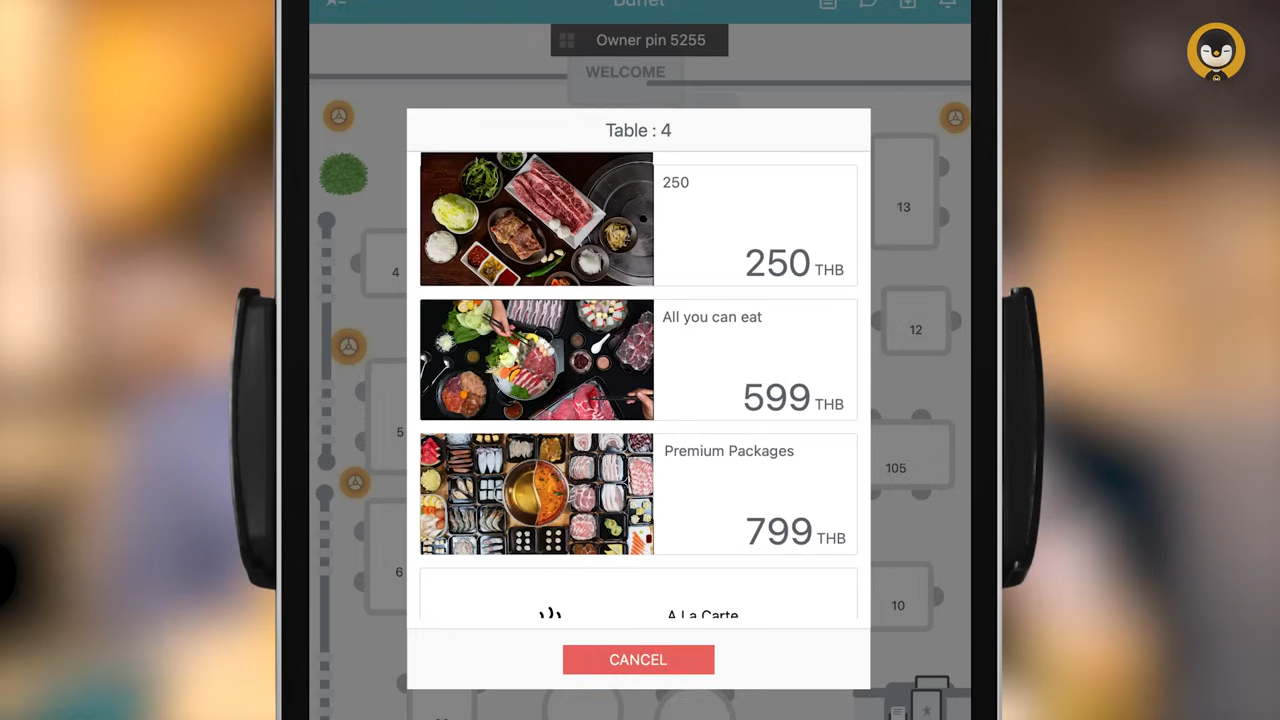 Buffet
Owner pin 5255
WELCOME
Table : 4
250
250 THB
All you can eat
599 THB
Premium Packages
799 THB
A La Carte
CANCEL
4
5
6
13
12
105
10